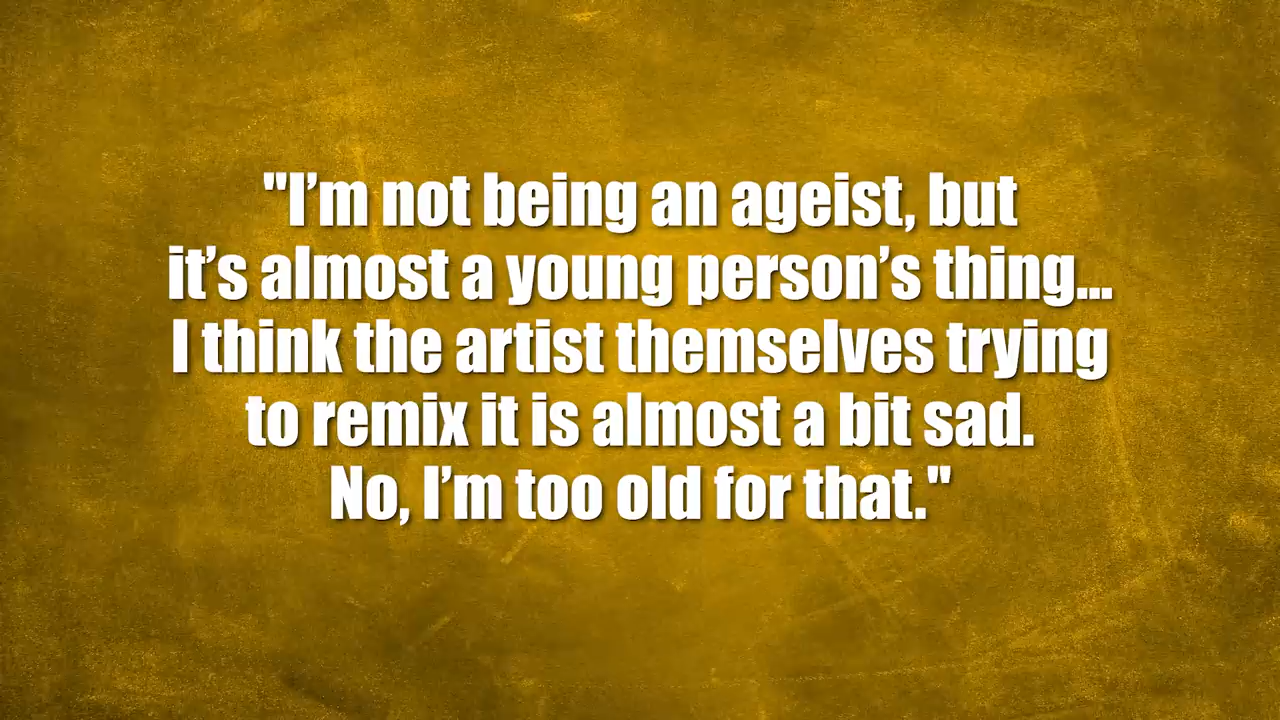 "I’m not being an ageist, but
it’s almost a young person’s thing...
I think the artist themselves trying
to remix it is almost a bit sad.
No, I’m too old for that."